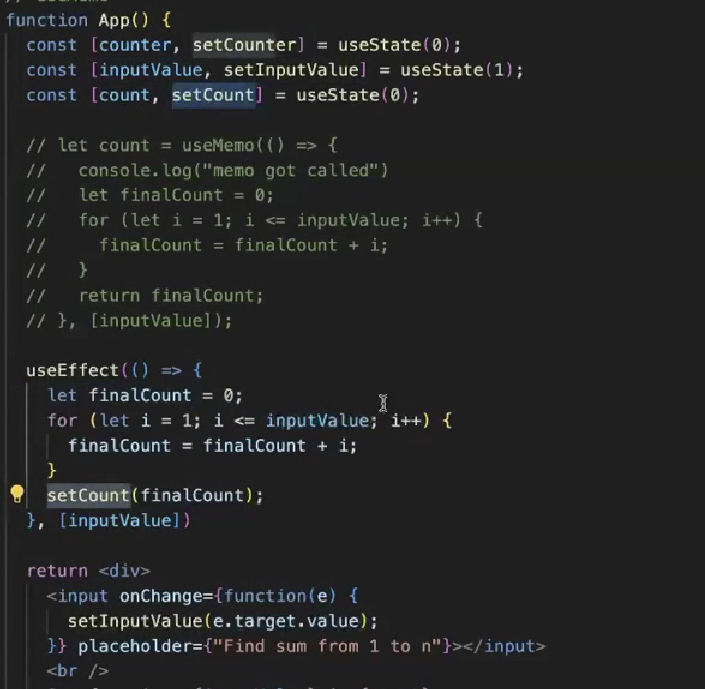 function App() {
const [counter, setCounter] = useState(0);
const [inputValue, setInputValue] = useState(1);
const [count, setCount] = useState(0);
// let count = useMemo(() => {
//   console.log("memo got called")
//   let finalCount = 0;
//   for (let i = 1; i <= inputValue; i++) {
//     finalCount = finalCount + i;
//   }
//   return finalCount;
// }, [inputValue]);
useEffect(() => {
let finalCount = 0;
for (let i = 1; i <= inputValue; i++) {
finalCount = finalCount + i;
}
setCount(finalCount);
}, [inputValue])
return <div>
<input onChange={function(e) {
setInputValue(e.target.value);
}} placeholder={"Find sum from 1 to n"}></input>
<br />